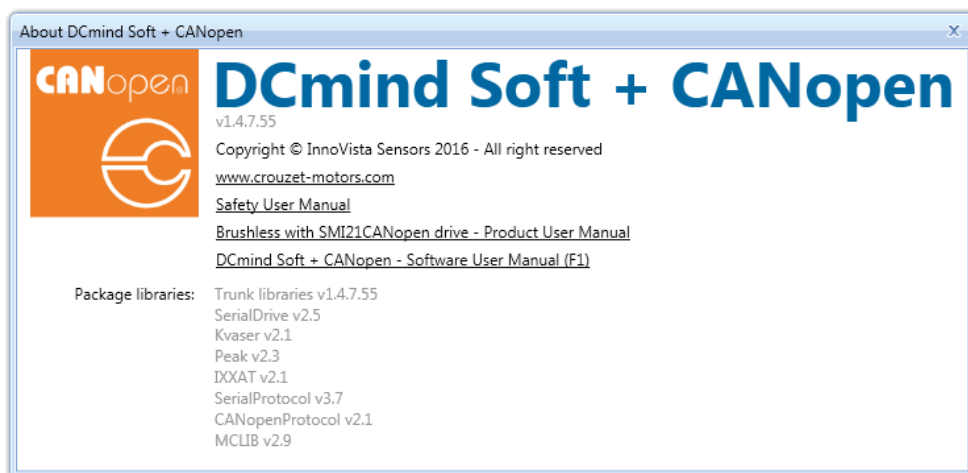 About DCmind Soft + CANopen
CANopen
DCmind Soft + CANopen
v1.4.7.55
Copyright © InnoVista Sensors 2016 - All right reserved
www.crouzet-motors.com
Safety User Manual
Brushless with SMI21CANopen drive - Product User Manual
DCmind Soft + CANopen - Software User Manual (F1)
Package libraries: Trunk libraries v1.4.7.55
SerialDrive v2.5
Kvaser v2.1
Peak v2.3
IXXAT v2.1
SerialProtocol v3.7
CANopenProtocol v2.1
MCLIB v2.9